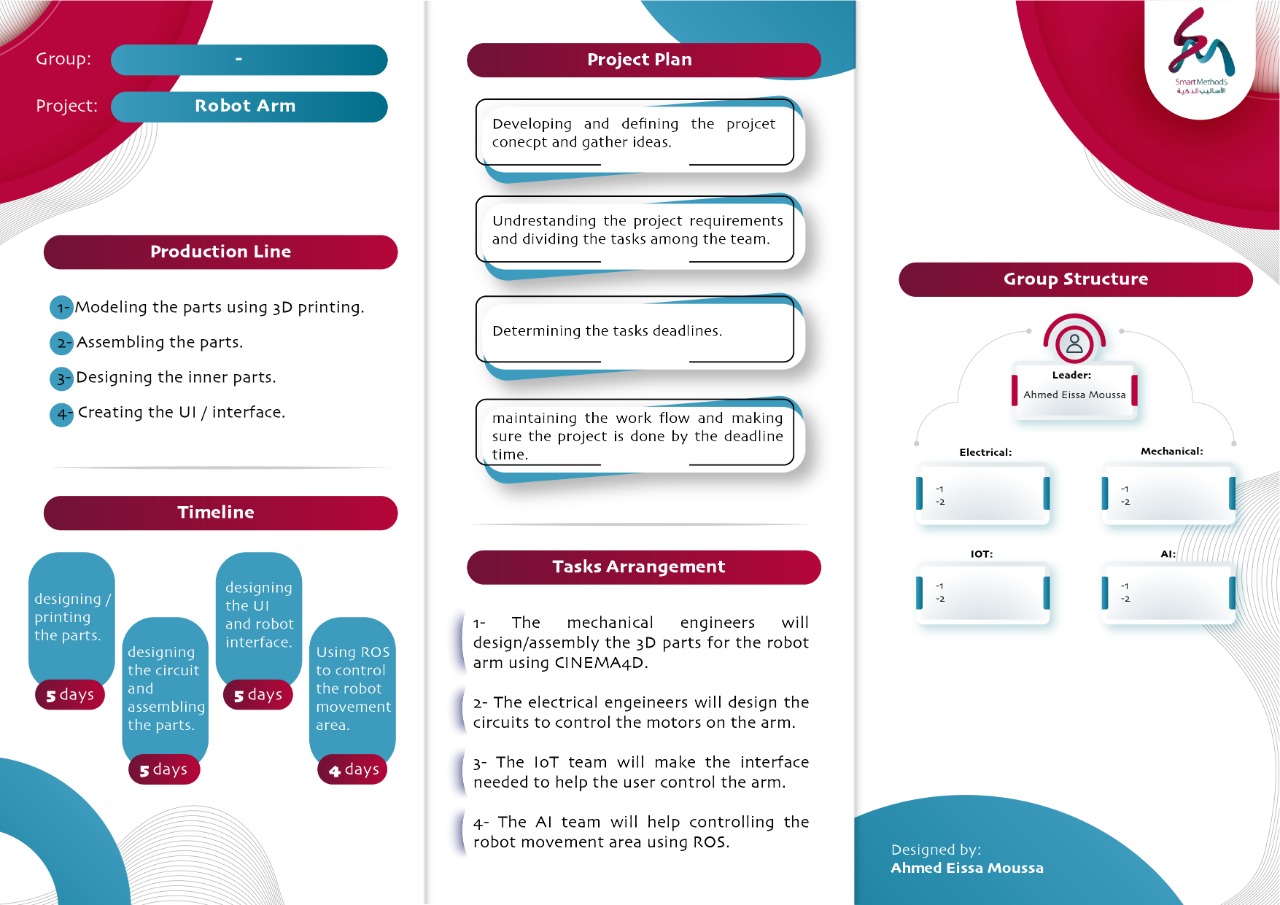 Group:
-
Project:
Robot Arm
Production Line
1- Modeling the parts using 3D printing.
2- Assembling the parts.
3- Designing the inner parts.
4- Creating the UI / interface.
Timeline
designing /
printing
the parts.
5 days
designing
the circuit
and
assembling
the parts.
5 days
designing
the UI
and robot
interface.
5 days
Using ROS
to control
the robot
movement
area.
4 days
Project Plan
Developing and defining the projcet
conecpt and gather ideas.
Undrestanding the project requirements
and dividing the tasks among the team.
Determining the tasks deadlines.
maintaining the work flow and making
sure the project is done by the deadline
time.
Tasks Arrangement
1- The mechanical engineers will
design/assembly the 3D parts for the robot
arm using CINEMA4D.
2- The electrical engeineers will design the
circuits to control the motors on the arm.
3- The IoT team will make the interface
needed to help the user control the arm.
4- The AI team will help controlling the
robot movement area using ROS.
Smart Methods
الأساليب الذكية
Group Structure
Leader:
Ahmed Eissa Moussa
Electrical:
-1
-2
Mechanical:
-1
-2
IOT:
-1
-2
AI:
-1
-2
Designed by:
Ahmed Eissa Moussa